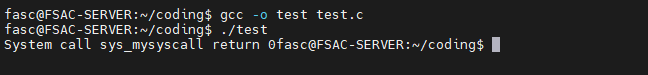 fasc@FSAC-SERVER:~/coding$ gcc -o test test.c
fasc@FSAC-SERVER:~/coding$ ./test
System call sys_mysyscall return 0fasc@FSAC-SERVER:~/coding$